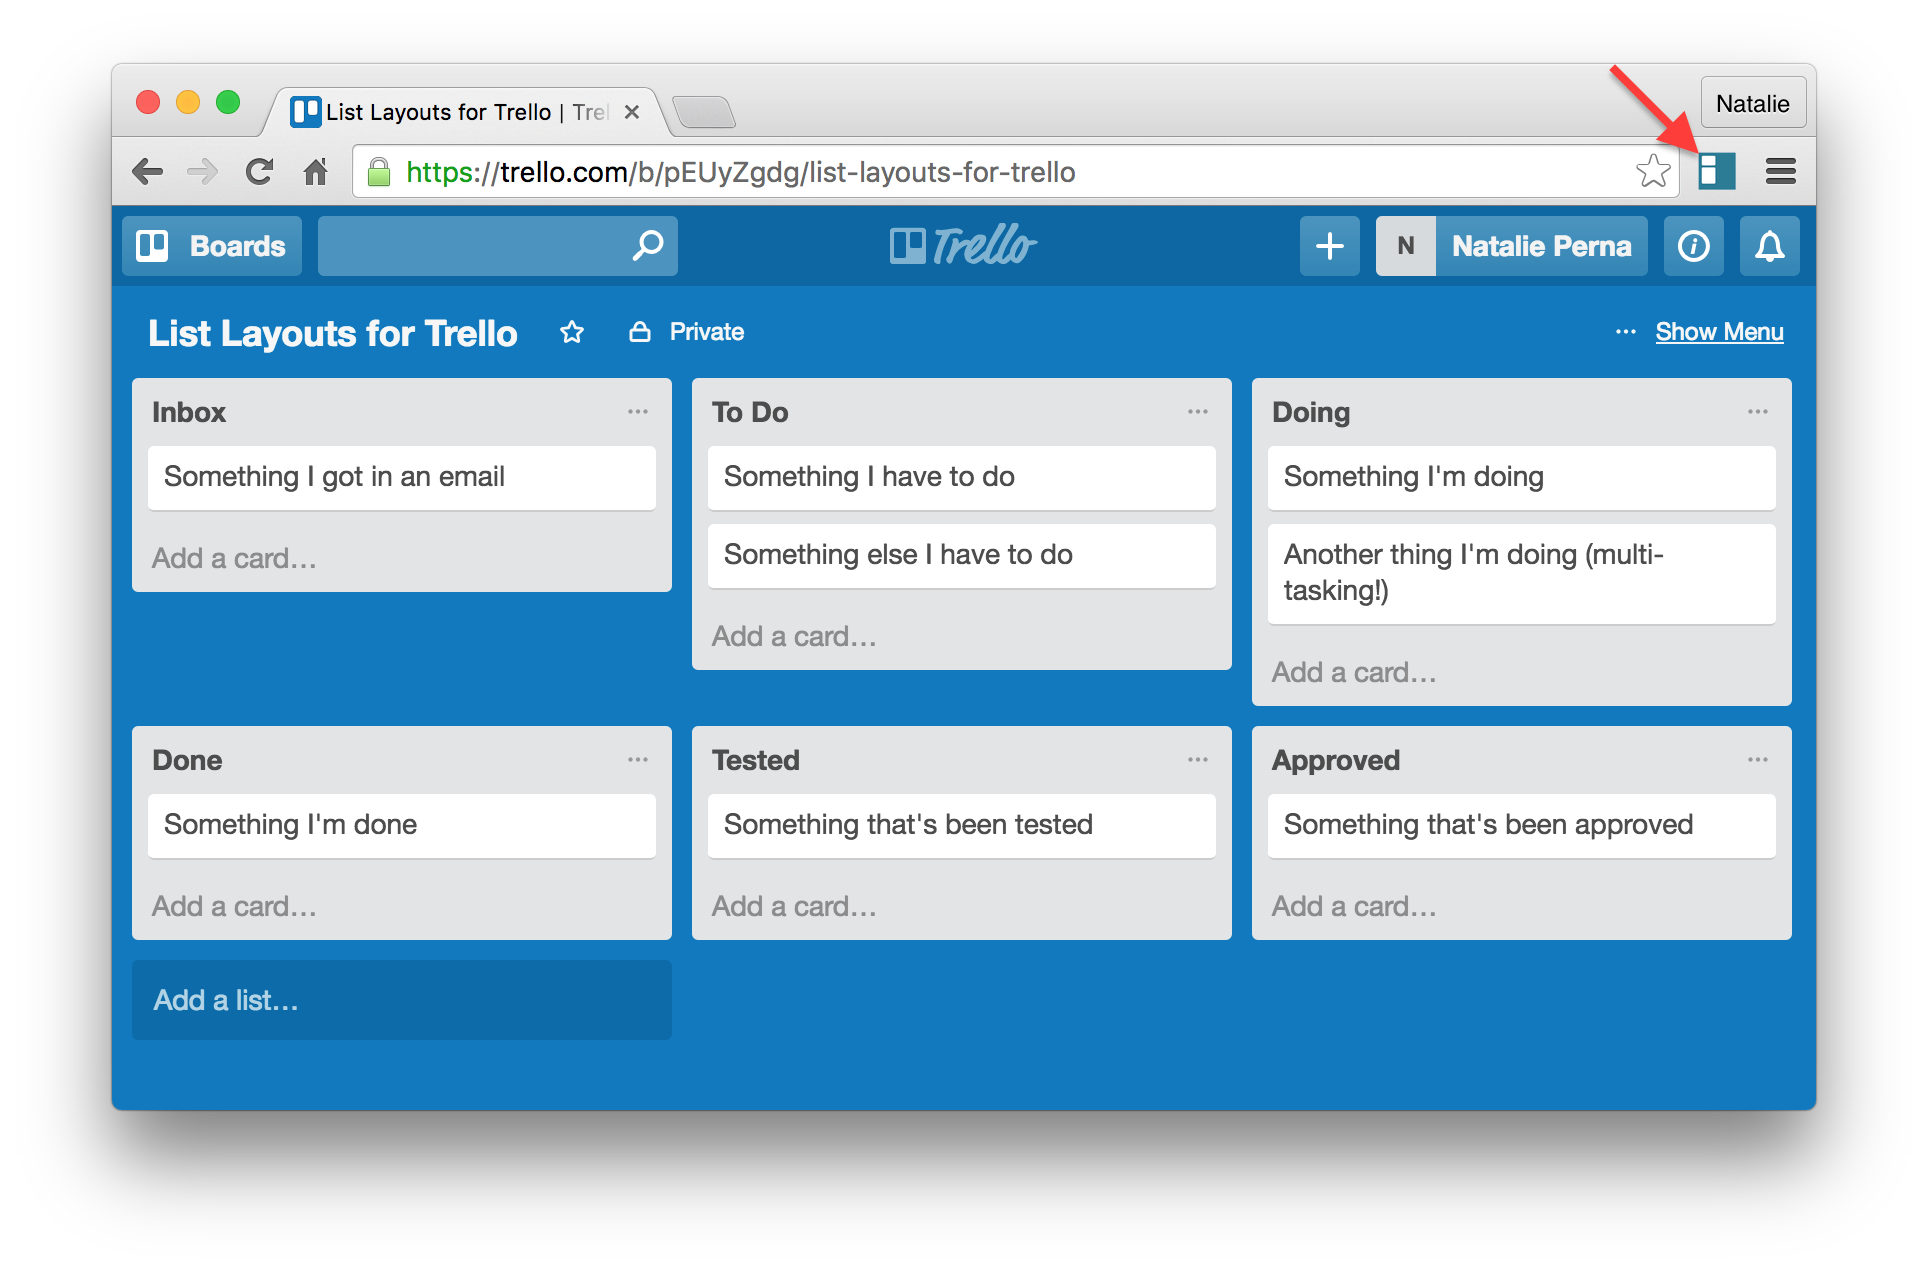 List Layouts for Trello | Trel
Natalie
https://trello.com/b/pEUyZgdg/list-layouts-for-trello
Boards
Trello
N
Natalie Perna
List Layouts for Trello
Private
... Show Menu
Inbox ...
Something I got in an email
Add a card...
To Do ...
Something I have to do
Something else I have to do
Add a card...
Doing ...
Something I'm doing
Another thing I'm doing (multi-
tasking!)
Add a card...
Done ...
Something I'm done
Add a card...
Tested ...
Something that's been tested
Add a card...
Approved ...
Something that's been approved
Add a card...
Add a list...